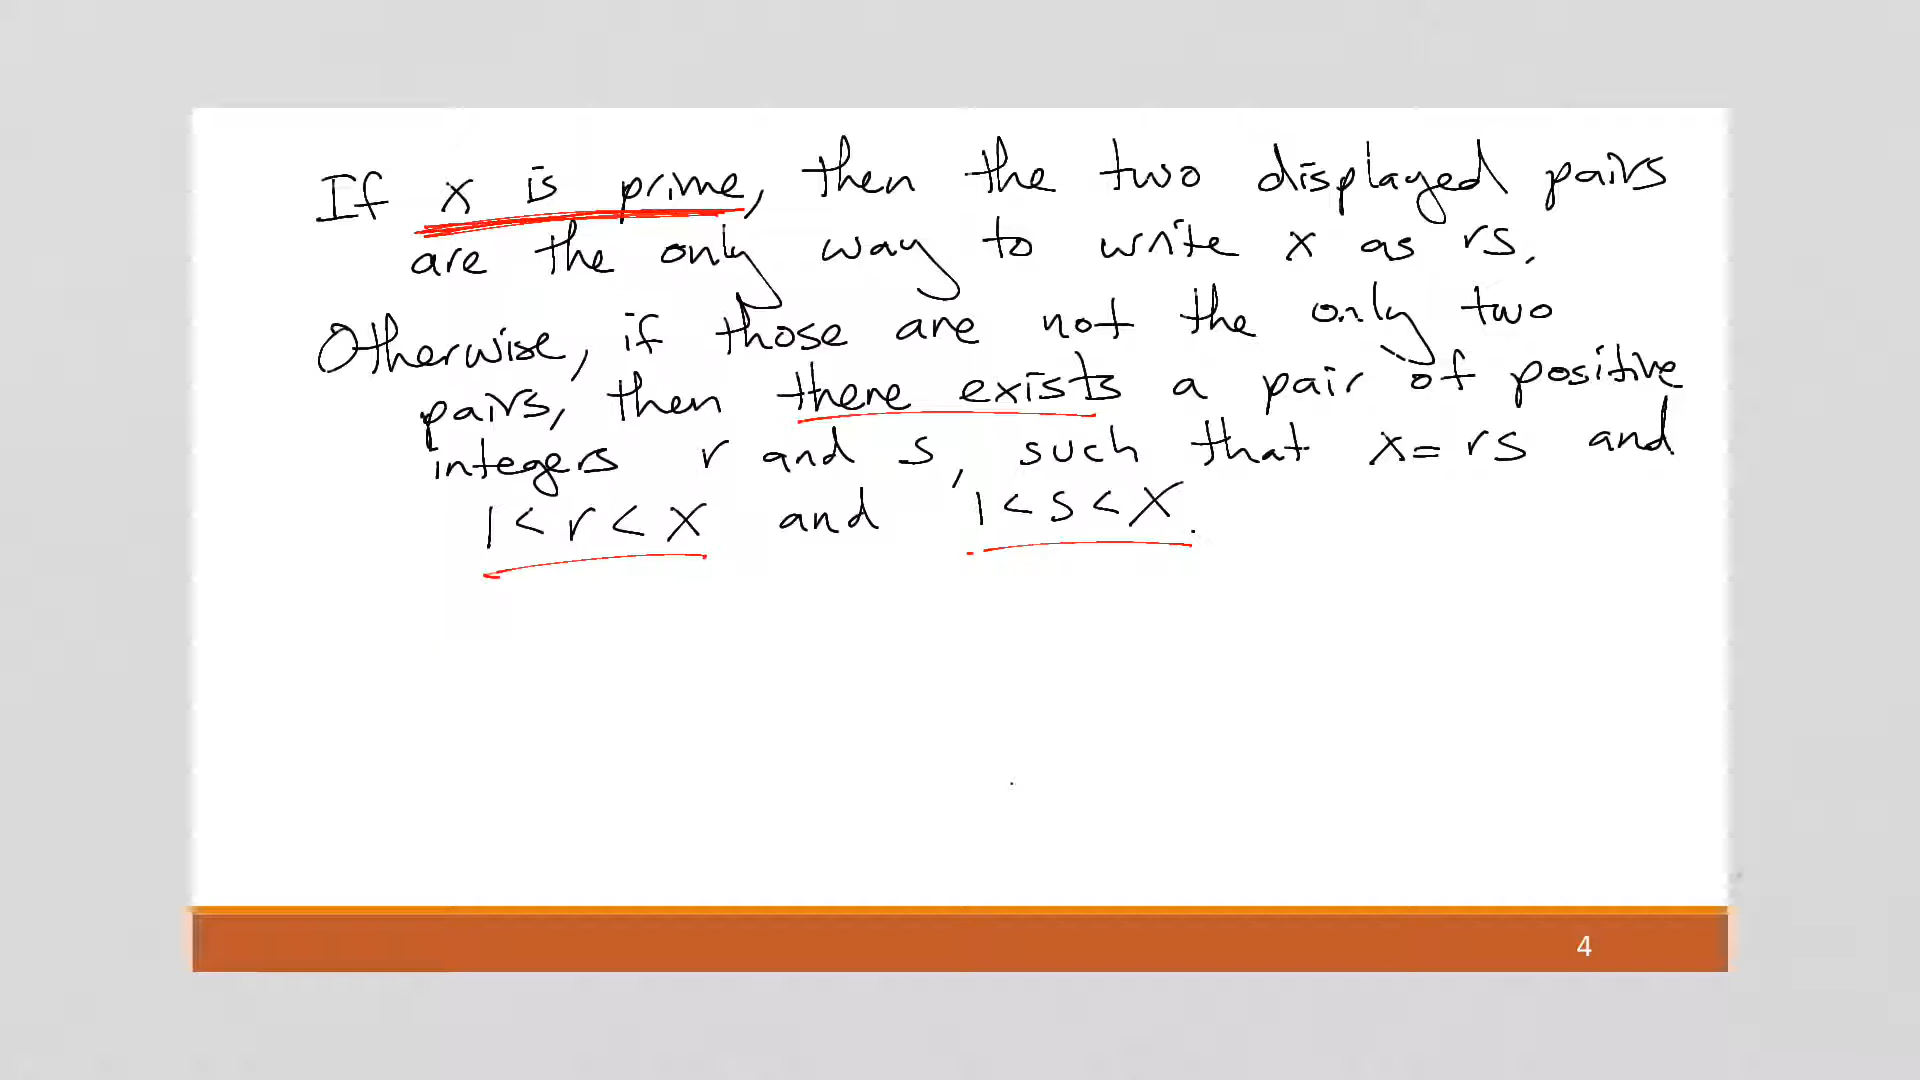 If x is prime, then the two displayed pairs
are the only way to write x as rs.
Otherwise, if those are not the only two
pairs, then there exists a pair of positive
integers r and s, such that x = rs and
1 < r < x and 1 < s < x.
4